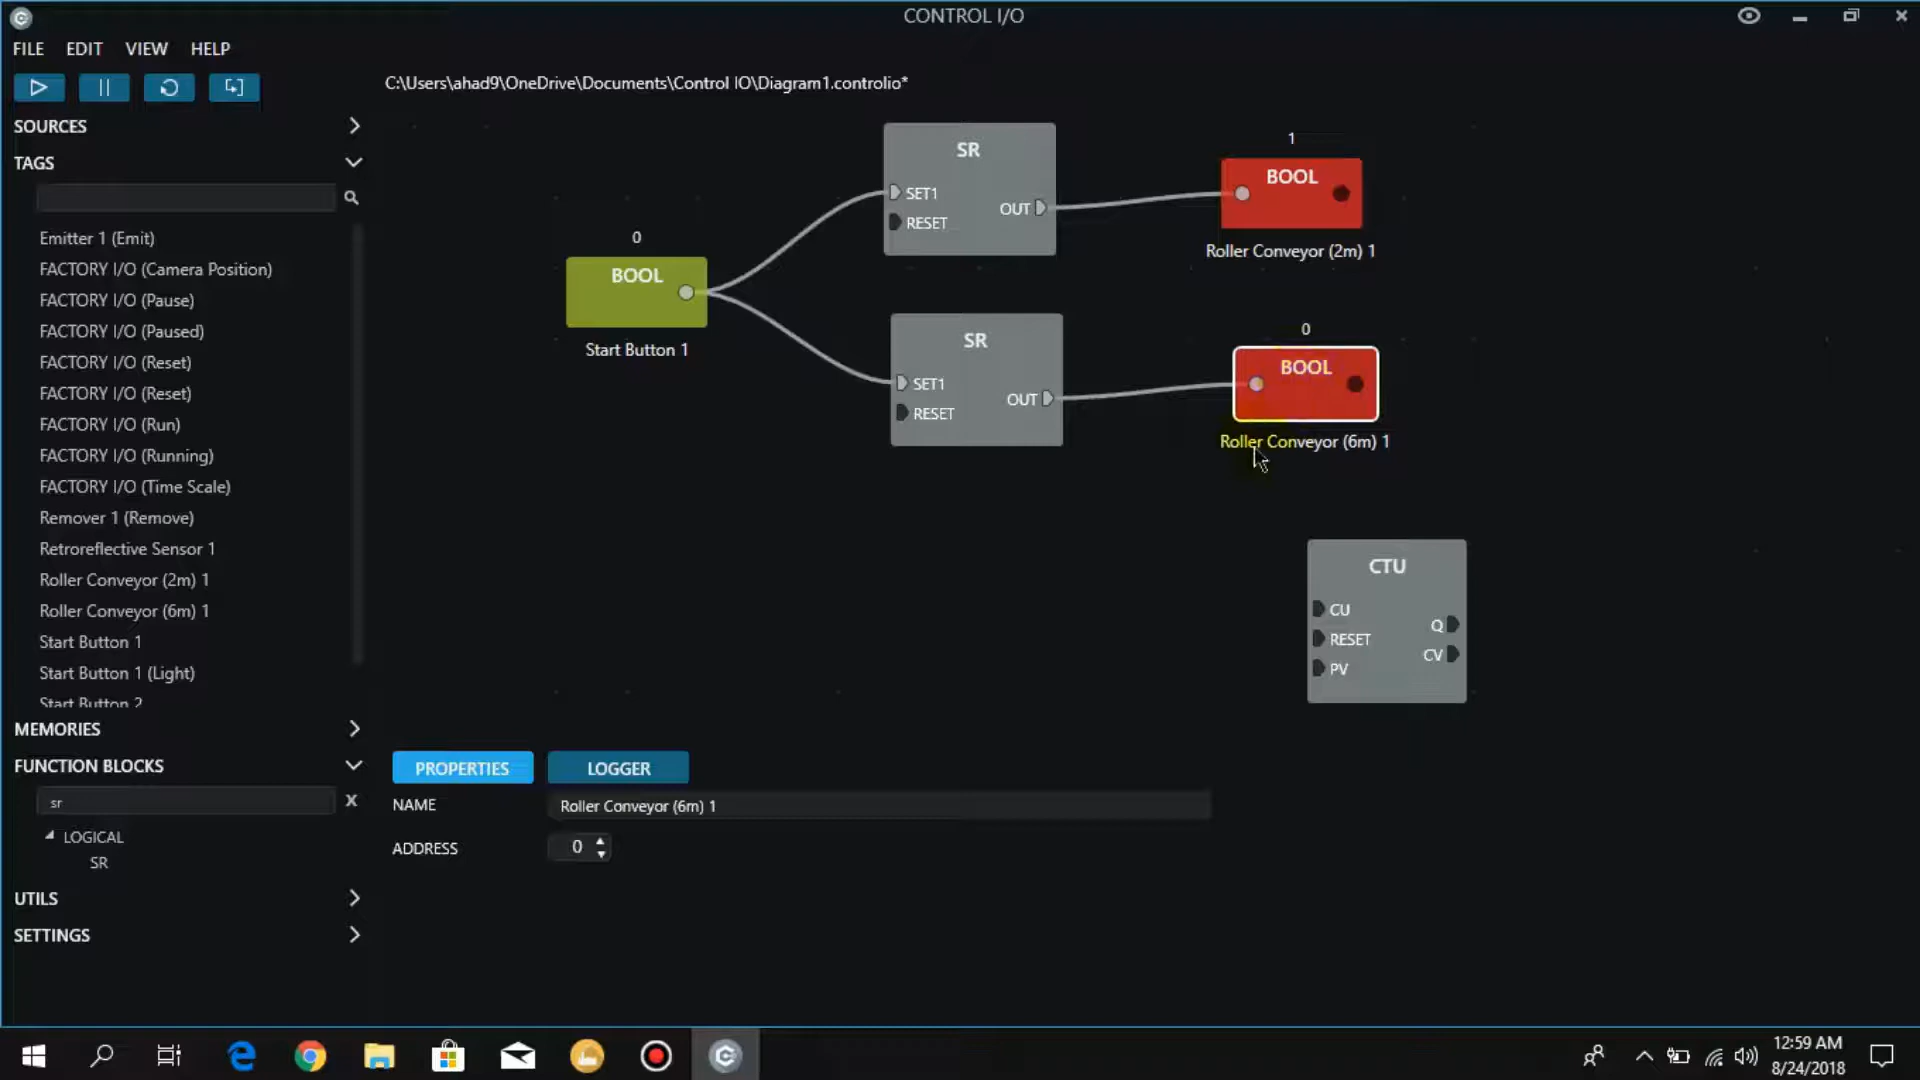 CONTROL I/O
FILE EDIT VIEW HELP
C:\Users\ahad9\OneDrive\Documents\Control IO\Diagram1.controlio*
SOURCES
TAGS
Emitter 1 (Emit)
FACTORY I/O (Camera Position)
FACTORY I/O (Pause)
FACTORY I/O (Paused)
FACTORY I/O (Reset)
FACTORY I/O (Reset)
FACTORY I/O (Run)
FACTORY I/O (Running)
FACTORY I/O (Time Scale)
Remover 1 (Remove)
Retroreflective Sensor 1
Roller Conveyor (2m) 1
Roller Conveyor (6m) 1
Start Button 1
Start Button 1 (Light)
Start Button 2
MEMORIES
FUNCTION BLOCKS
sr X
LOGICAL
SR
UTILS
SETTINGS
0
BOOL
Start Button 1
SR
SET1
RESET
OUT
1
BOOL
Roller Conveyor (2m) 1
SR
SET1
RESET
OUT
0
BOOL
Roller Conveyor (6m) 1
CTU
CU
RESET
PV
Q
CV
PROPERTIES LOGGER
NAME Roller Conveyor (6m) 1
ADDRESS 0
12:59 AM
8/24/2018